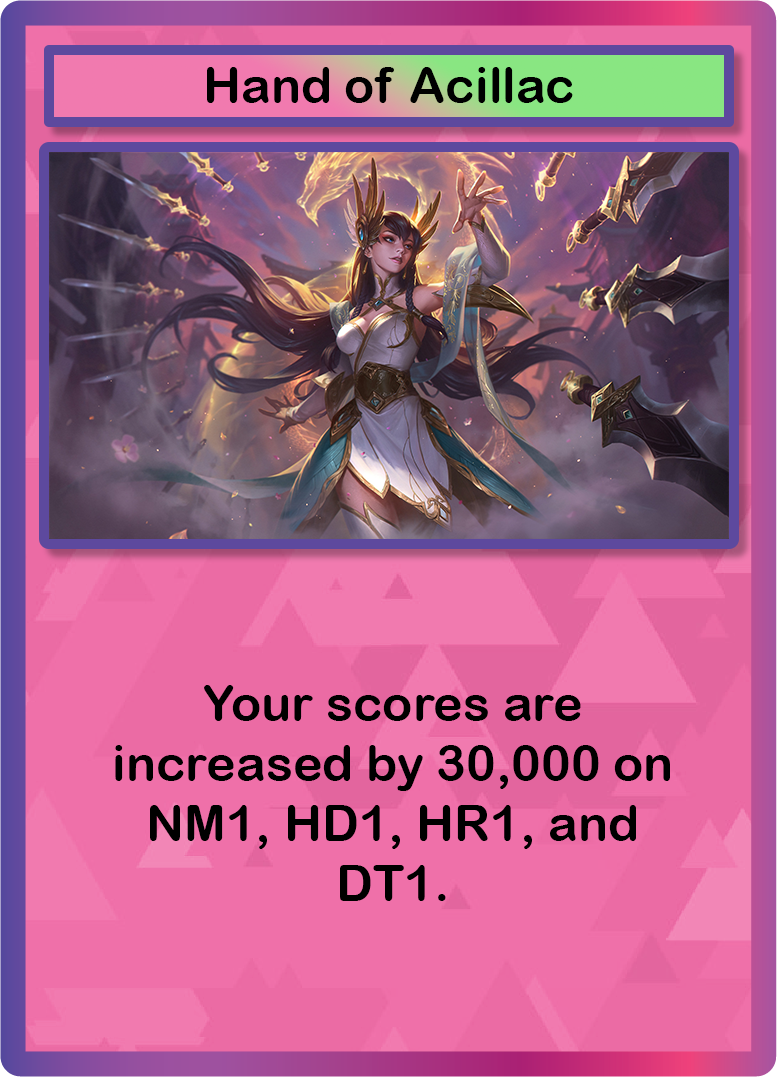 Hand of Acillac
Your scores are
increased by 30,000 on
NM1, HD1, HR1, and
DT1.